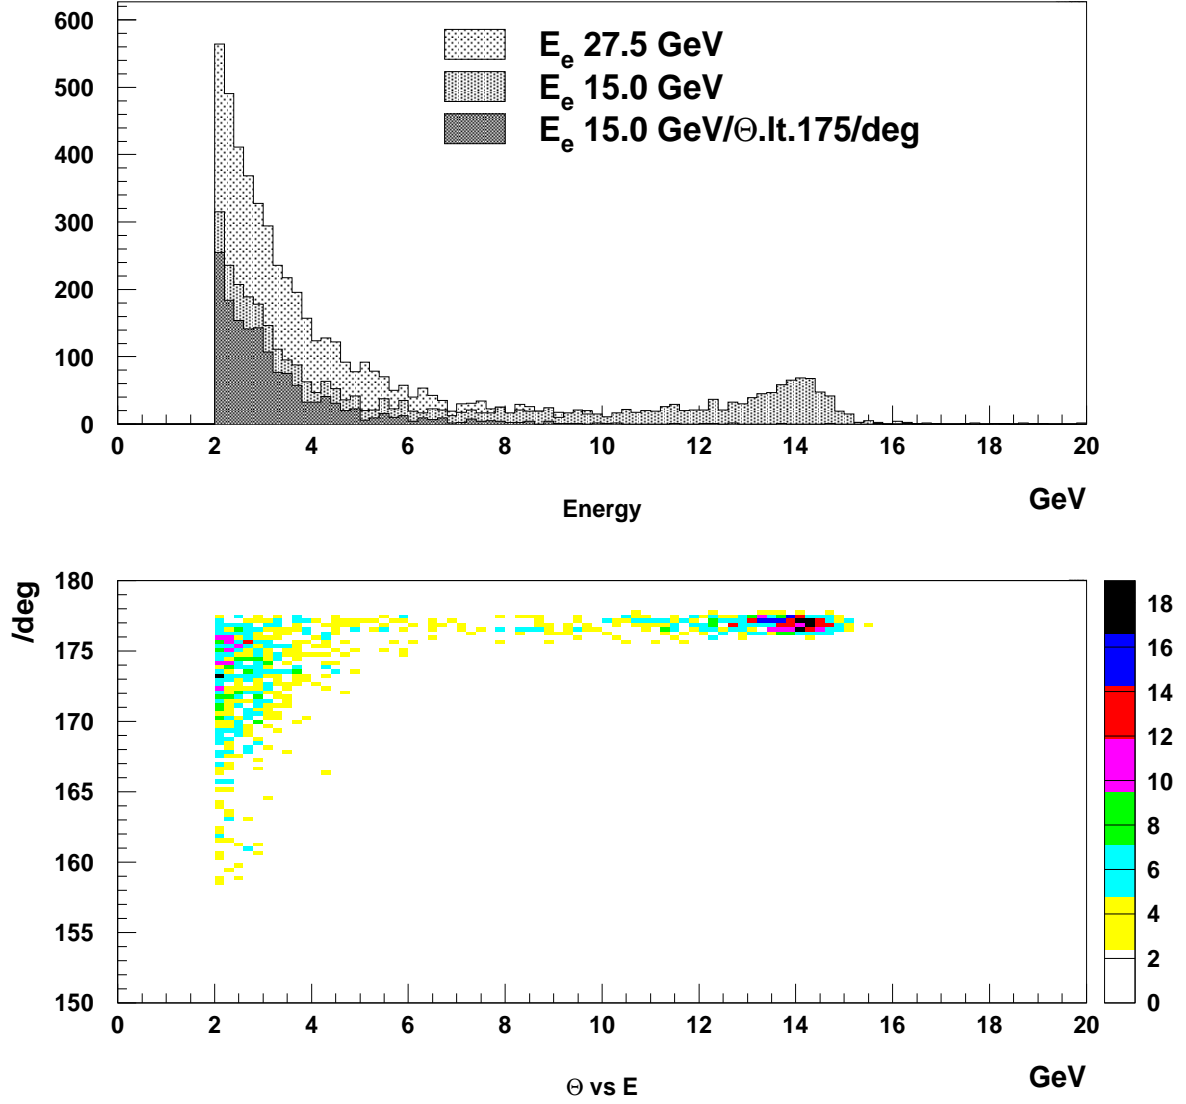 600
500
400
300
200
100
0
E_e 27.5 GeV
E_e 15.0 GeV
E_e 15.0 GeV/Θ.lt.175/deg
0 2 4 6 8 10 12 14 16 18 20
GeV
Energy
/deg
180
175
170
165
160
155
150
0 2 4 6 8 10 12 14 16 18 20
18
16
14
12
10
8
6
4
2
0
GeV
Θ vs E